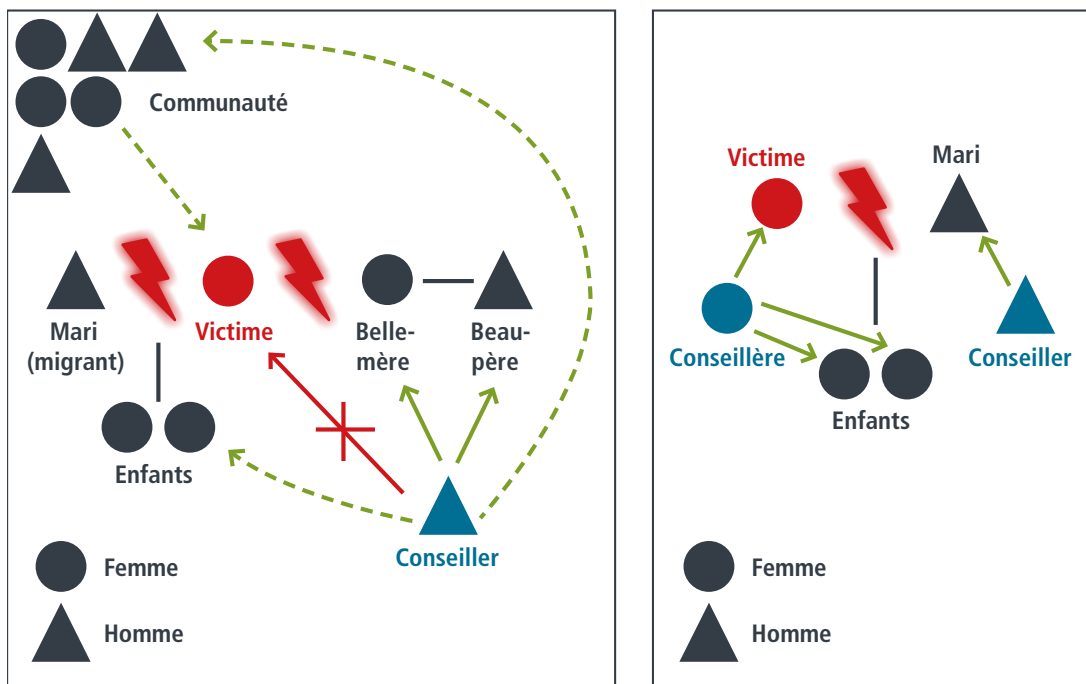 Communauté
Mari
(migrant)
Victime
Belle-
mère
Beau-
père
Enfants
Conseiller
Femme
Homme
Victime
Mari
Conseillère
Conseiller
Enfants
Femme
Homme